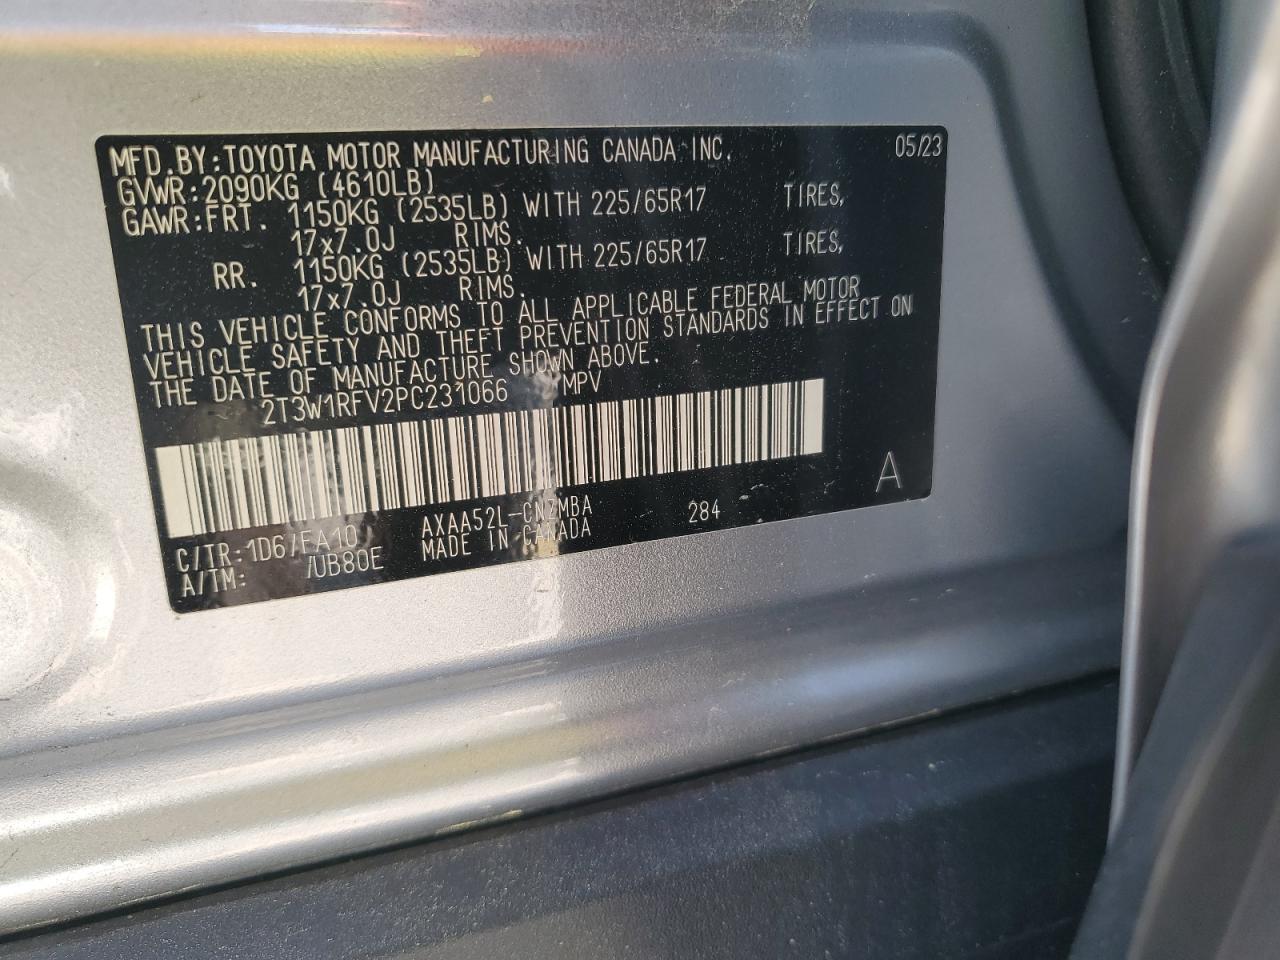 MFD.BY:TOYOTA MOTOR MANUFACTURING CANADA INC. 05/23
GVWR:2090KG (4610LB)
GAWR:FRT. 1150KG (2535LB) WITH 225/65R17 TIRES,
17x7.0J RIMS.
RR. 1150KG (2535LB) WITH 225/65R17 TIRES,
17x7.0J RIMS.
THIS VEHICLE CONFORMS TO ALL APPLICABLE FEDERAL MOTOR
VEHICLE SAFETY AND THEFT PREVENTION STANDARDS IN EFFECT ON
THE DATE OF MANUFACTURE SHOWN ABOVE.
2T3W1RFV2PC231066 MPV
C/TR:1D6/FA10 AXAA52L-CNZMBA 284 A
A/TM: /UB80E MADE IN CANADA